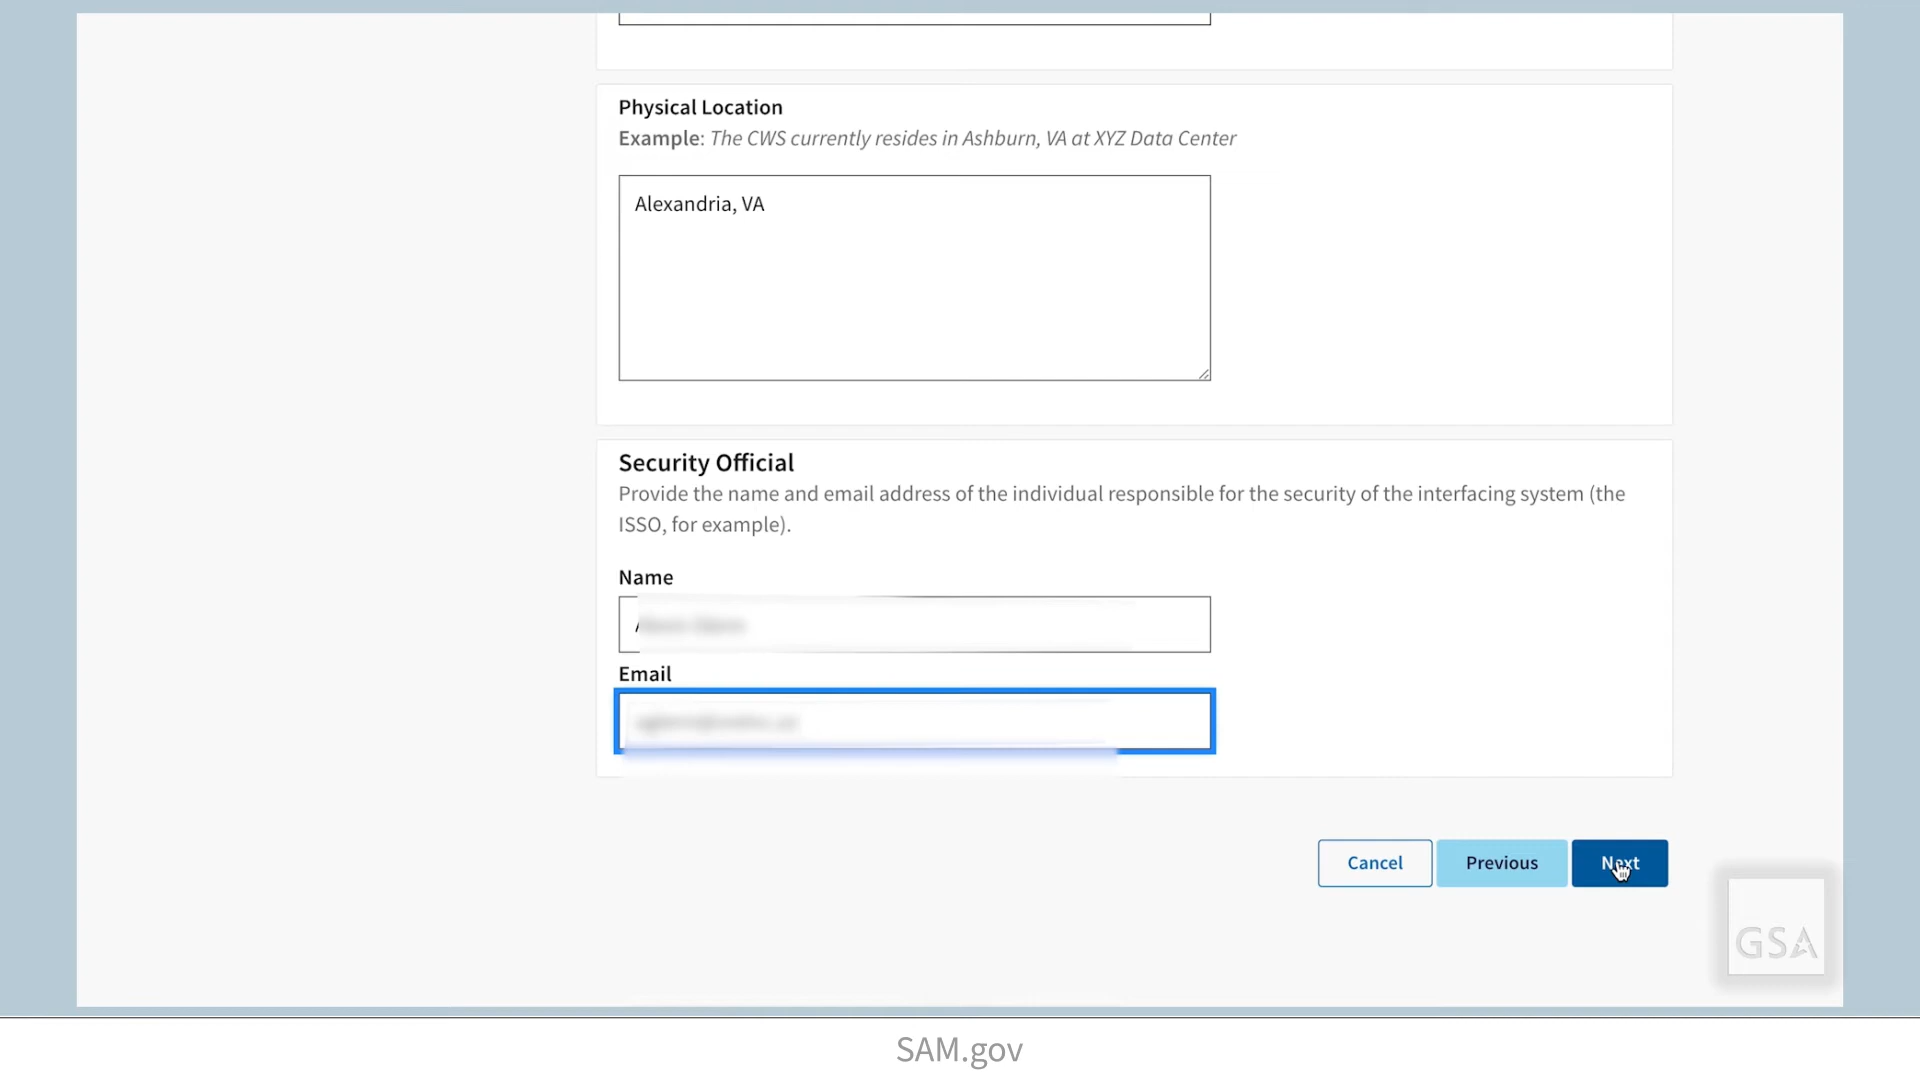 Physical Location
Example: The CWS currently resides in Ashburn, VA at XYZ Data Center
Alexandria, VA
Security Official
Provide the name and email address of the individual responsible for the security of the interfacing system (the
ISSO, for example).
Name
Email
Cancel Previous Next
GSA
SAM.gov